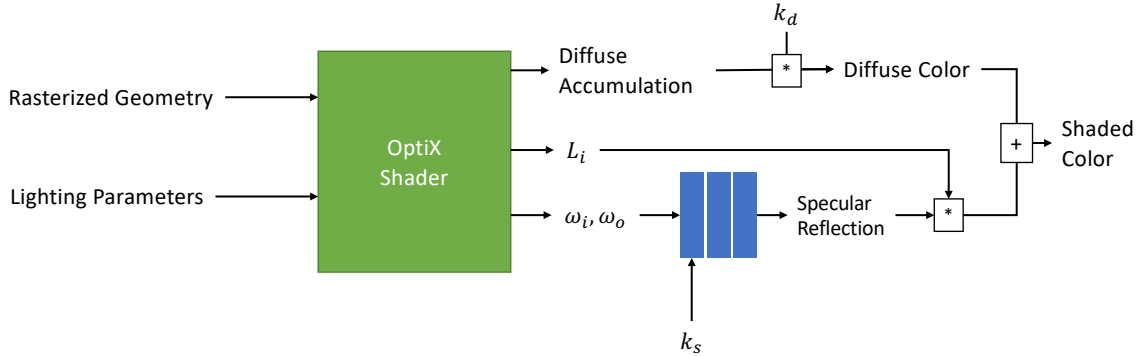 k_d
Diffuse
Accumulation
*
Diffuse Color
Rasterized Geometry
OptiX
Shader
L_i
+
Shaded
Color
Lighting Parameters
ω_i, ω_o
Specular
Reflection
*
k_s